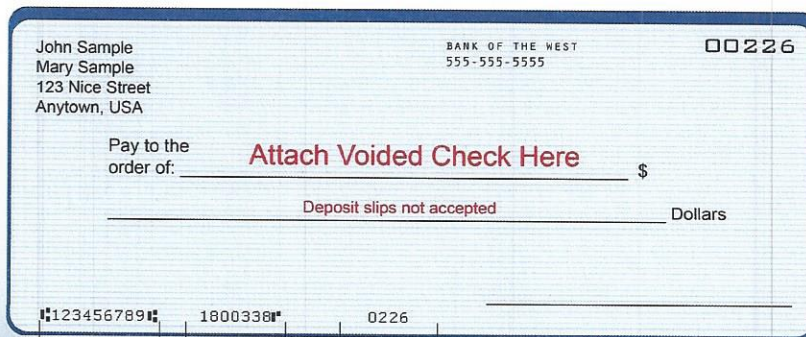 John Sample
Mary Sample
123 Nice Street
Anytown, USA
BANK OF THE WEST
555-555-5555
00226
Pay to the
order of: Attach Voided Check Here $
Deposit slips not accepted Dollars
⑆123456789⑆ 1800338⑈ 0226